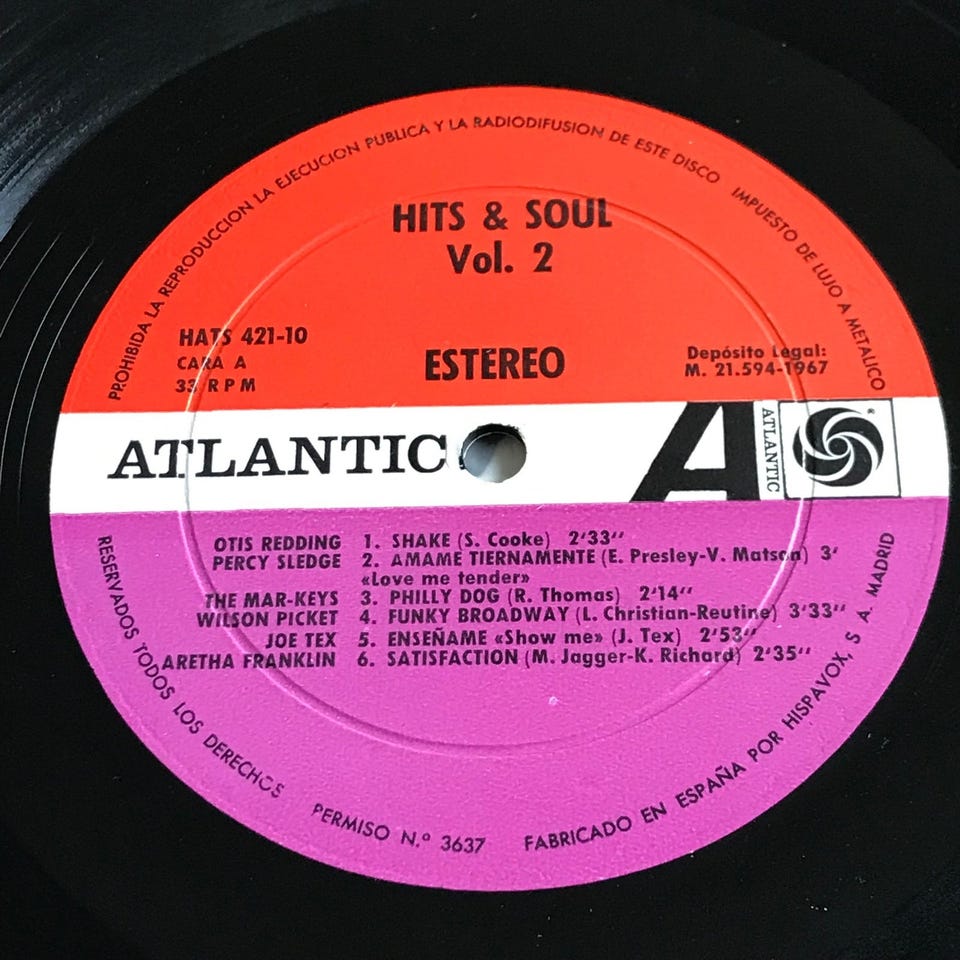 PROHIBIDA LA REPRODUCCION LA EJECUCION PUBLICA Y LA RADIODIFUSION DE ESTE DISCO IMPUESTO DE LUJO A METALICO
HITS & SOUL
Vol. 2
HATS 421-10
CARA A
33 RPM
ESTEREO
Depósito Legal:
M. 21.594-1967
ATLANTIC
A
ATLANTIC
OTIS REDDING 1. SHAKE (S. Cooke) 2'33''
PERCY SLEDGE 2. AMAME TIERNAMENTE (E. Presley-V. Matson) 3'
«Love me tender»
THE MAR-KEYS 3. PHILLY DOG (R. Thomas) 2'14''
WILSON PICKET 4. FUNKY BROADWAY (L. Christian-Reutine) 3'33''
JOE TEX 5. ENSEÑAME «Show me» (J. Tex) 2'53''
ARETHA FRANKLIN 6. SATISFACTION (M. Jagger-K. Richard) 2'35''
RESERVADOS TODOS LOS DERECHOS PERMISO N.º 3637 FABRICADO EN ESPAÑA POR HISPAVOX, S A. MADRID